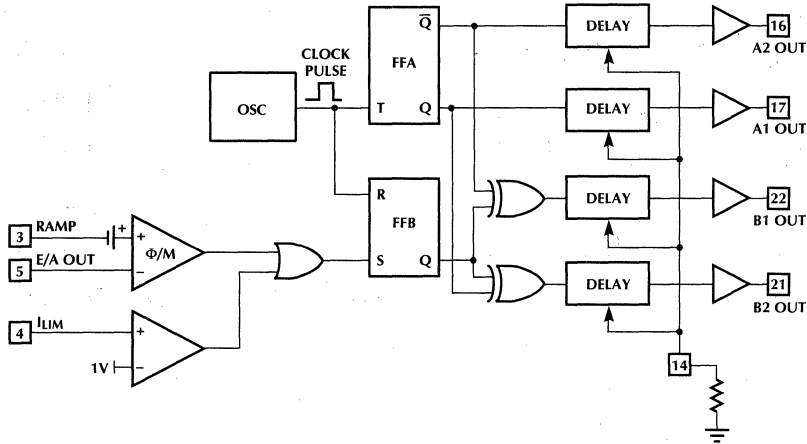 Q̅
DELAY
16
A2 OUT
CLOCK
PULSE
FFA
OSC
T
Q
DELAY
17
A1 OUT
R
FFB
DELAY
22
B1 OUT
3
RAMP
+
+
5
E/A OUT
Φ/M
−
S
Q
DELAY
21
B2 OUT
4
ILIM
+
1V
−
14